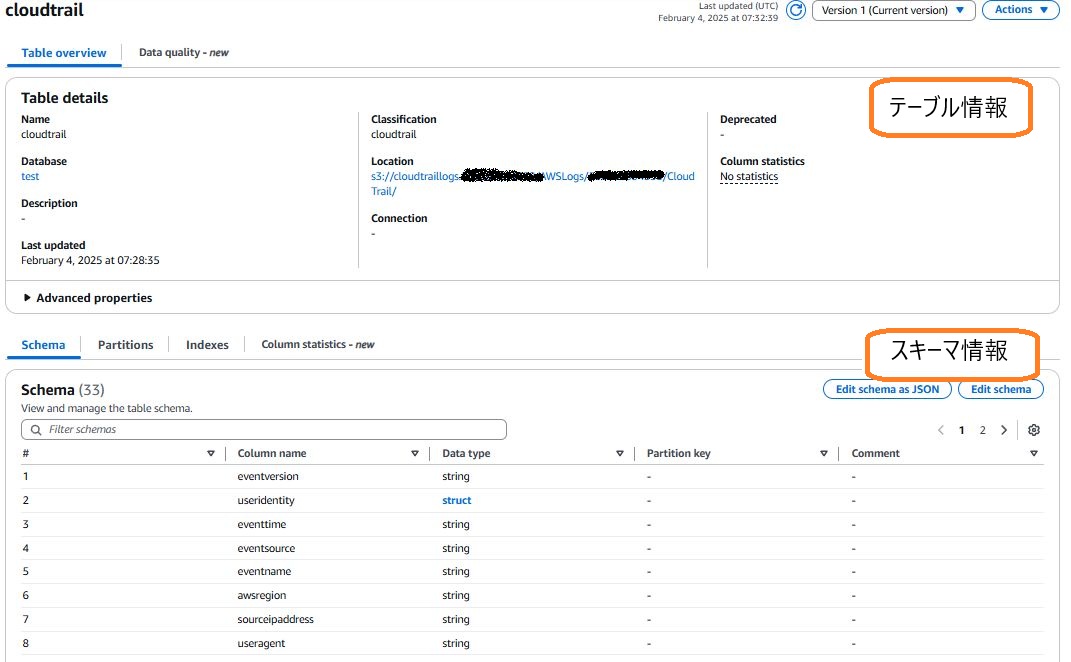 cloudtrail
Last updated (UTC)
February 4, 2025 at 07:32:39
Version 1 (Current version)
Actions
Table overview
Data quality - new
Table details
テーブル情報
Name
cloudtrail
Database
test
Description
-
Last updated
February 4, 2025 at 07:28:35
Classification
cloudtrail
Location
s3://cloudtraillogs- AWSLogs/ /Cloud
Trail/
Connection
-
Deprecated
-
Column statistics
No statistics
Advanced properties
Schema
Partitions
Indexes
Column statistics - new
スキーマ情報
Schema (33)
View and manage the table schema.
Edit schema as JSON
Edit schema
Filter schemas
1 2
# Column name Data type Partition key Comment
1 eventversion string - -
2 useridentity struct - -
3 eventtime string - -
4 eventsource string - -
5 eventname string - -
6 awsregion string - -
7 sourceipaddress string - -
8 useragent string - -